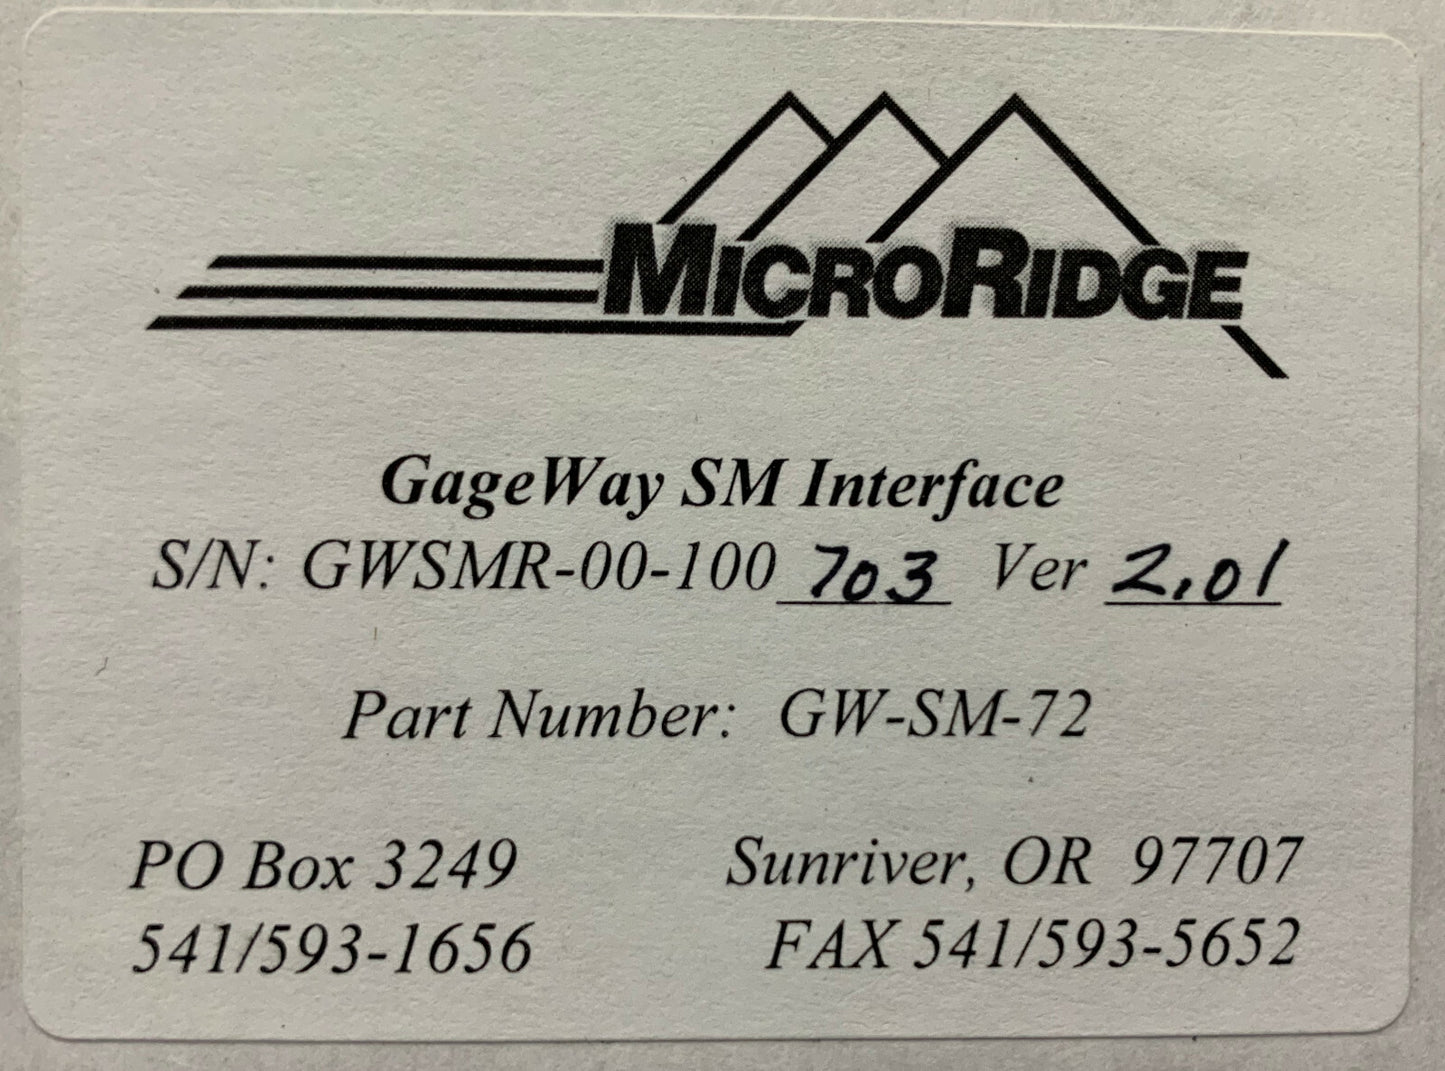 MICRORIDGE
GageWay SM Interface
S/N: GWSMR-00-100 703 Ver 2.01
Part Number: GW-SM-72
PO Box 3249 Sunriver, OR 97707
541/593-1656 FAX 541/593-5652